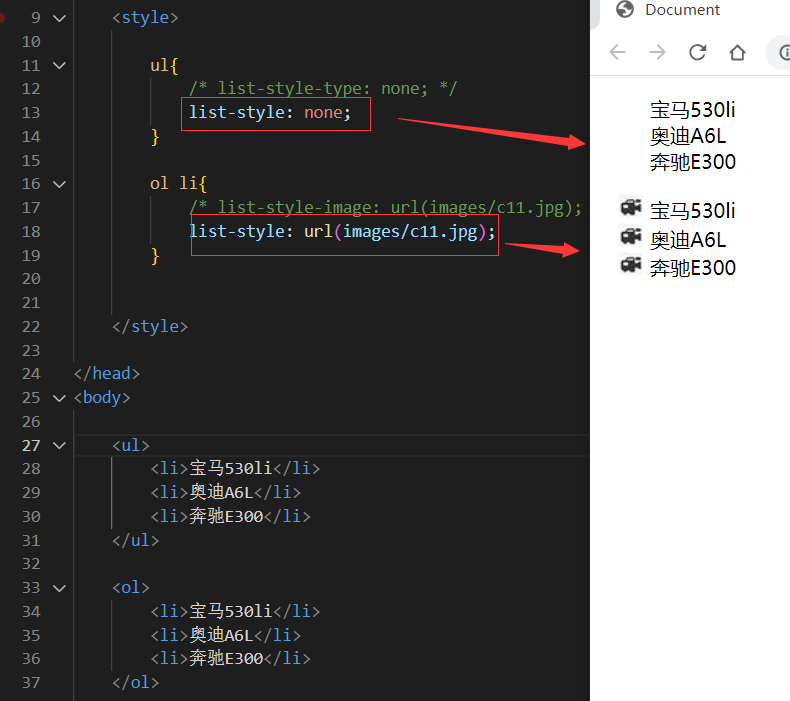 9 <style>
10
11 ul{
12 /* list-style-type: none; */
13 list-style: none;
14 }
15
16 ol li{
17 /* list-style-image: url(images/c11.jpg);
18 list-style: url(images/c11.jpg);
19 }
20
21
22 </style>
23
24 </head>
25 <body>
26
27 <ul>
28 <li>宝马530li</li>
29 <li>奥迪A6L</li>
30 <li>奔驰E300</li>
31 </ul>
32
33 <ol>
34 <li>宝马530li</li>
35 <li>奥迪A6L</li>
36 <li>奔驰E300</li>
37 </ol>
Document
宝马530li
奥迪A6L
奔驰E300
宝马530li
奥迪A6L
奔驰E300